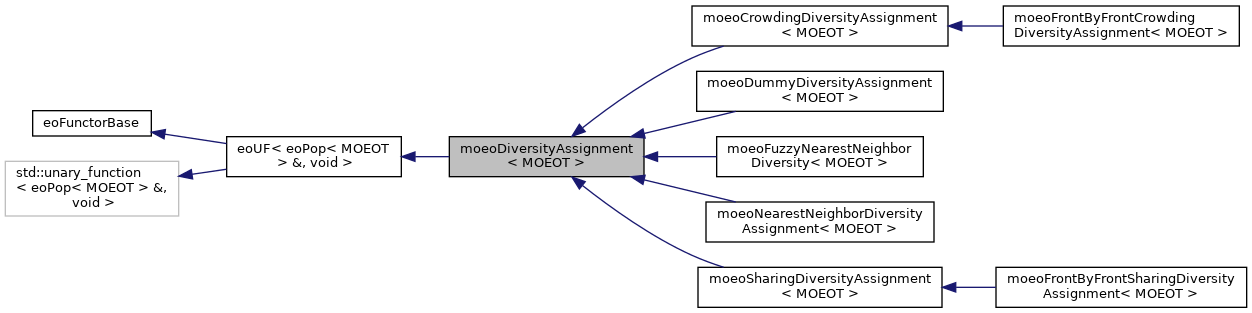 eoFunctorBase
std::unary_function
< eoPop< MOEOT > &,
void >
eoUF< eoPop< MOEOT
> &, void >
moeoDiversityAssignment
< MOEOT >
moeoCrowdingDiversityAssignment
< MOEOT >
moeoDummyDiversityAssignment
< MOEOT >
moeoFuzzyNearestNeighbor
Diversity< MOEOT >
moeoNearestNeighborDiversity
Assignment< MOEOT >
moeoSharingDiversityAssignment
< MOEOT >
moeoFrontByFrontCrowding
DiversityAssignment< MOEOT >
moeoFrontByFrontSharingDiversity
Assignment< MOEOT >